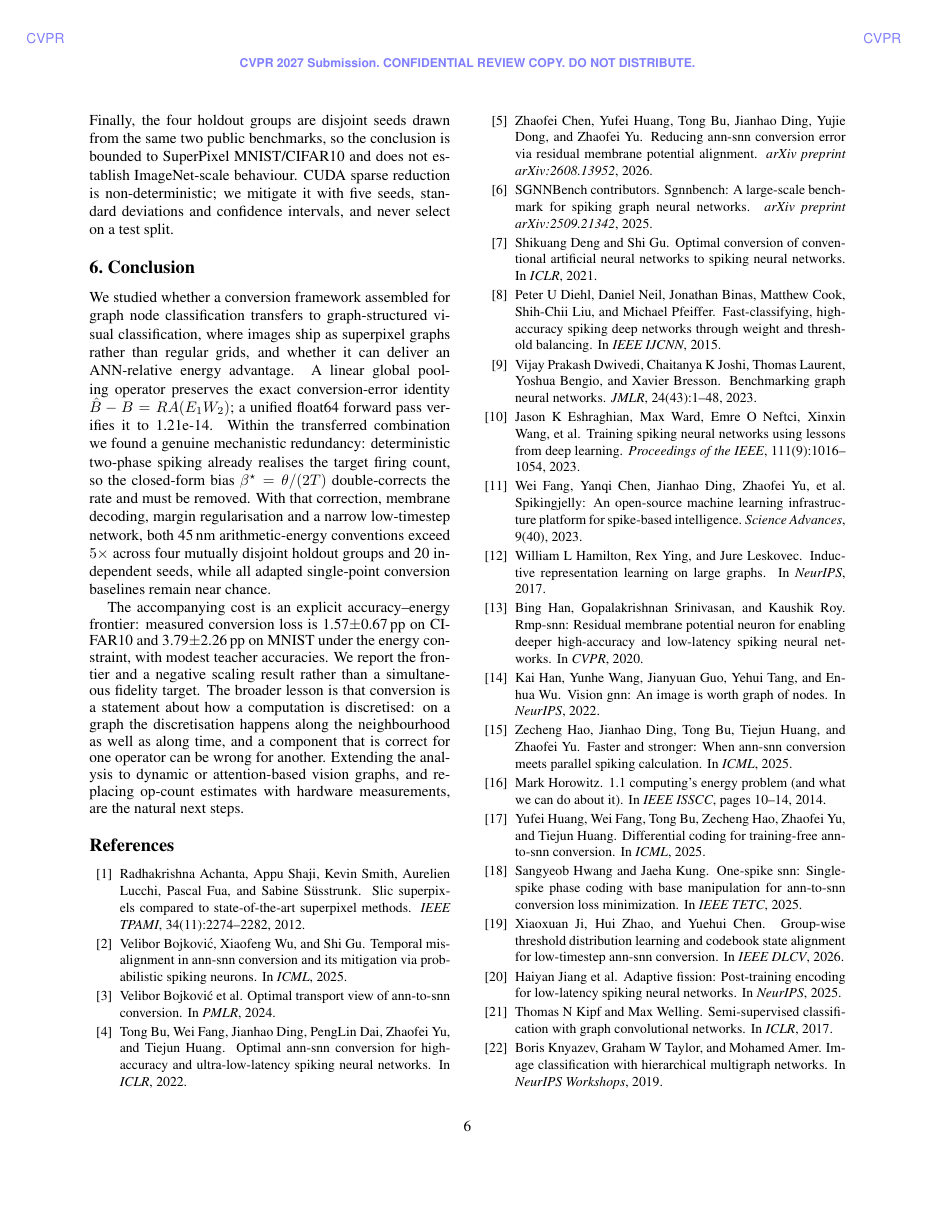 CVPR
CVPR
CVPR 2027 Submission. CONFIDENTIAL REVIEW COPY. DO NOT DISTRIBUTE.
Finally, the four holdout groups are disjoint seeds drawn
from the same two public benchmarks, so the conclusion is
bounded to SuperPixel MNIST/CIFAR10 and does not es-
tablish ImageNet-scale behaviour. CUDA sparse reduction
is non-deterministic; we mitigate it with five seeds, stan-
dard deviations and confidence intervals, and never select
on a test split.
6. Conclusion
We studied whether a conversion framework assembled for
graph node classification transfers to graph-structured vi-
sual classification, where images ship as superpixel graphs
rather than regular grids, and whether it can deliver an
ANN-relative energy advantage. A linear global pool-
ing operator preserves the exact conversion-error identity
B̂ − B = RA(E₁W₂); a unified float64 forward pass ver-
ifies it to 1.21e-14. Within the transferred combination
we found a genuine mechanistic redundancy: deterministic
two-phase spiking already realises the target firing count,
so the closed-form bias β⋆ = θ/(2T) double-corrects the
rate and must be removed. With that correction, membrane
decoding, margin regularisation and a narrow low-timestep
network, both 45 nm arithmetic-energy conventions exceed
5× across four mutually disjoint holdout groups and 20 in-
dependent seeds, while all adapted single-point conversion
baselines remain near chance.
The accompanying cost is an explicit accuracy–energy
frontier: measured conversion loss is 1.57±0.67 pp on CI-
FAR10 and 3.79±2.26 pp on MNIST under the energy con-
straint, with modest teacher accuracies. We report the fron-
tier and a negative scaling result rather than a simultane-
ous fidelity target. The broader lesson is that conversion is
a statement about how a computation is discretised: on a
graph the discretisation happens along the neighbourhood
as well as along time, and a component that is correct for
one operator can be wrong for another. Extending the anal-
ysis to dynamic or attention-based vision graphs, and re-
placing op-count estimates with hardware measurements,
are the natural next steps.
References
[1] Radhakrishna Achanta, Appu Shaji, Kevin Smith, Aurelien
Lucchi, Pascal Fua, and Sabine Süsstrunk. Slic superpix-
els compared to state-of-the-art superpixel methods. IEEE
TPAMI, 34(11):2274–2282, 2012.
[2] Velibor Bojković, Xiaofeng Wu, and Shi Gu. Temporal mis-
alignment in ann-snn conversion and its mitigation via prob-
abilistic spiking neurons. In ICML, 2025.
[3] Velibor Bojković et al. Optimal transport view of ann-to-snn
conversion. In PMLR, 2024.
[4] Tong Bu, Wei Fang, Jianhao Ding, PengLin Dai, Zhaofei Yu,
and Tiejun Huang. Optimal ann-snn conversion for high-
accuracy and ultra-low-latency spiking neural networks. In
ICLR, 2022.
[5] Zhaofei Chen, Yufei Huang, Tong Bu, Jianhao Ding, Yujie
Dong, and Zhaofei Yu. Reducing ann-snn conversion error
via residual membrane potential alignment. arXiv preprint
arXiv:2608.13952, 2026.
[6] SGNNBench contributors. Sgnnbench: A large-scale bench-
mark for spiking graph neural networks. arXiv preprint
arXiv:2509.21342, 2025.
[7] Shikuang Deng and Shi Gu. Optimal conversion of conven-
tional artificial neural networks to spiking neural networks.
In ICLR, 2021.
[8] Peter U Diehl, Daniel Neil, Jonathan Binas, Matthew Cook,
Shih-Chii Liu, and Michael Pfeiffer. Fast-classifying, high-
accuracy spiking deep networks through weight and thresh-
old balancing. In IEEE IJCNN, 2015.
[9] Vijay Prakash Dwivedi, Chaitanya K Joshi, Thomas Laurent,
Yoshua Bengio, and Xavier Bresson. Benchmarking graph
neural networks. JMLR, 24(43):1–48, 2023.
[10] Jason K Eshraghian, Max Ward, Emre O Neftci, Xinxin
Wang, et al. Training spiking neural networks using lessons
from deep learning. Proceedings of the IEEE, 111(9):1016–
1054, 2023.
[11] Wei Fang, Yanqi Chen, Jianhao Ding, Zhaofei Yu, et al.
Spikingjelly: An open-source machine learning infrastruc-
ture platform for spike-based intelligence. Science Advances,
9(40), 2023.
[12] William L Hamilton, Rex Ying, and Jure Leskovec. Induc-
tive representation learning on large graphs. In NeurIPS,
2017.
[13] Bing Han, Gopalakrishnan Srinivasan, and Kaushik Roy.
Rmp-snn: Residual membrane potential neuron for enabling
deeper high-accuracy and low-latency spiking neural net-
works. In CVPR, 2020.
[14] Kai Han, Yunhe Wang, Jianyuan Guo, Yehui Tang, and En-
hua Wu. Vision gnn: An image is worth graph of nodes. In
NeurIPS, 2022.
[15] Zecheng Hao, Jianhao Ding, Tong Bu, Tiejun Huang, and
Zhaofei Yu. Faster and stronger: When ann-snn conversion
meets parallel spiking calculation. In ICML, 2025.
[16] Mark Horowitz. 1.1 computing's energy problem (and what
we can do about it). In IEEE ISSCC, pages 10–14, 2014.
[17] Yufei Huang, Wei Fang, Tong Bu, Zecheng Hao, Zhaofei Yu,
and Tiejun Huang. Differential coding for training-free ann-
to-snn conversion. In ICML, 2025.
[18] Sangyeob Hwang and Jaeha Kung. One-spike snn: Single-
spike phase coding with base manipulation for ann-to-snn
conversion loss minimization. In IEEE TETC, 2025.
[19] Xiaoxuan Ji, Hui Zhao, and Yuehui Chen. Group-wise
threshold distribution learning and codebook state alignment
for low-timestep ann-snn conversion. In IEEE DLCV, 2026.
[20] Haiyan Jiang et al. Adaptive fission: Post-training encoding
for low-latency spiking neural networks. In NeurIPS, 2025.
[21] Thomas N Kipf and Max Welling. Semi-supervised classifi-
cation with graph convolutional networks. In ICLR, 2017.
[22] Boris Knyazev, Graham W Taylor, and Mohamed Amer. Im-
age classification with hierarchical multigraph networks. In
NeurIPS Workshops, 2019.
6